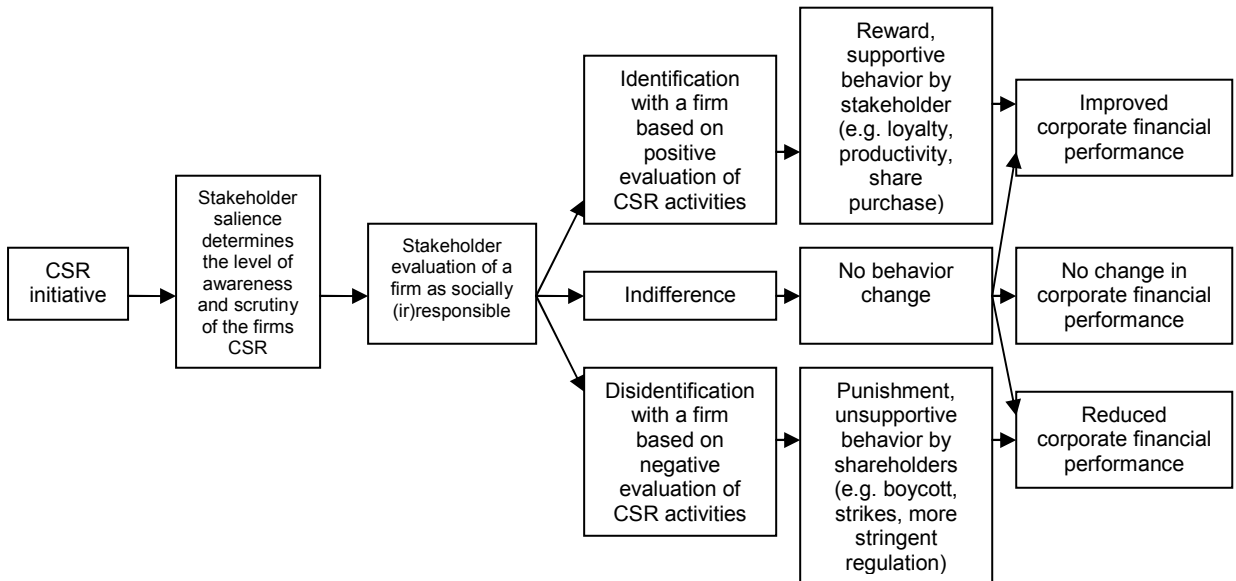 CSR
initiative
Stakeholder
salience
determines
the level of
awareness
and scrutiny
of the firms
CSR
Stakeholder
evaluation of a
firm as socially
(ir)responsible
Identification
with a firm
based on
positive
evaluation of
CSR activities
Reward,
supportive
behavior by
stakeholder
(e.g. loyalty,
productivity,
share
purchase)
Improved
corporate financial
performance
Indifference
No behavior
change
No change in
corporate financial
performance
Disidentification
with a firm
based on
negative
evaluation of
CSR activities
Punishment,
unsupportive
behavior by
shareholders
(e.g. boycott,
strikes, more
stringent
regulation)
Reduced
corporate financial
performance